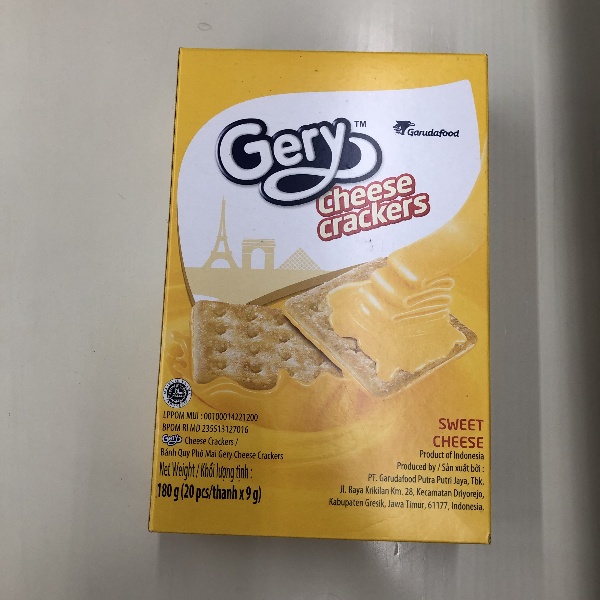 Gery™
Garudafood
cheese
crackers
LPPOM MUI : 00100014221200
BPOM RI MD 235513127016
Gery Cheese Crackers /
Bánh Quy Phô Mai Gery Cheese Crackers
Net Weight / Khối lượng tịnh :
180 g (20 pcs/thanh x 9 g)
SWEET
CHEESE
Product of Indonesia
Produced by / Sản xuất bởi :
PT. Garudafood Putra Putri Jaya, Tbk.
Jl. Raya Krikilan Km. 28, Kecamatan Driyorejo,
Kabupaten Gresik, Jawa Timur, 61177, Indonesia.